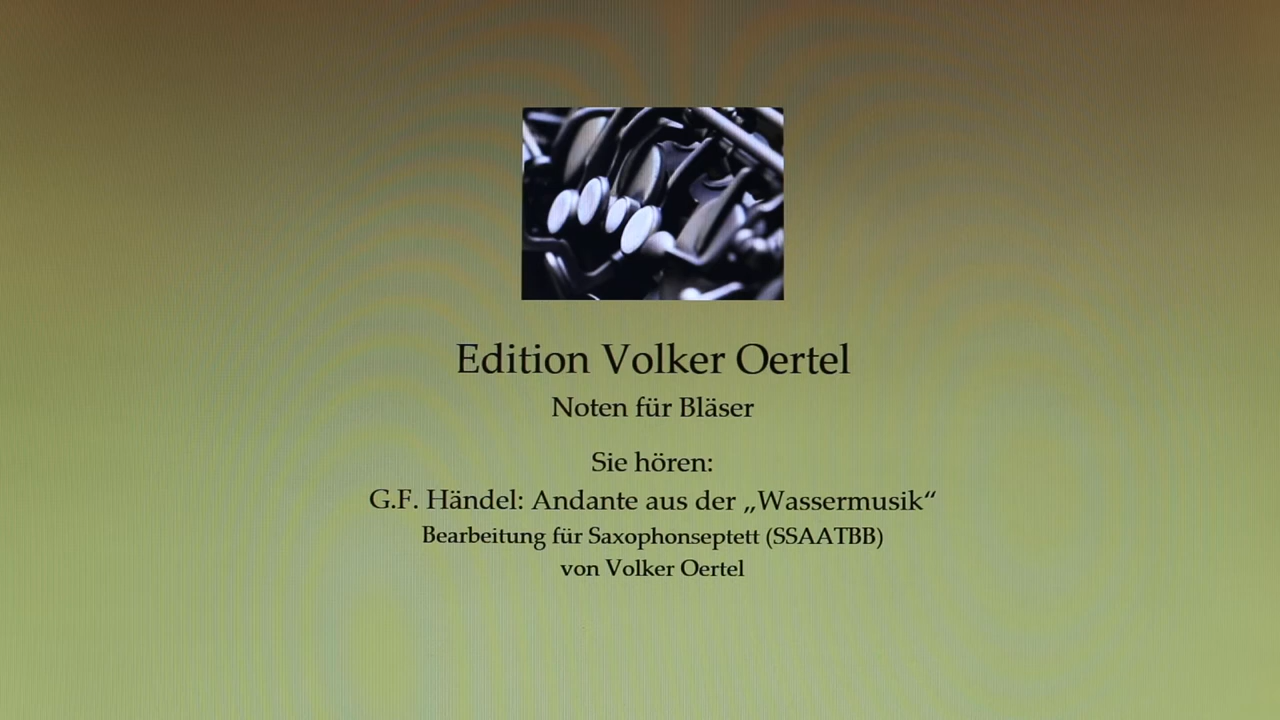 Edition Volker Oertel
Noten für Bläser
Sie hören:
G.F. Händel: Andante aus der „Wassermusik“
Bearbeitung für Saxophonseptett (SSAATBB)
von Volker Oertel